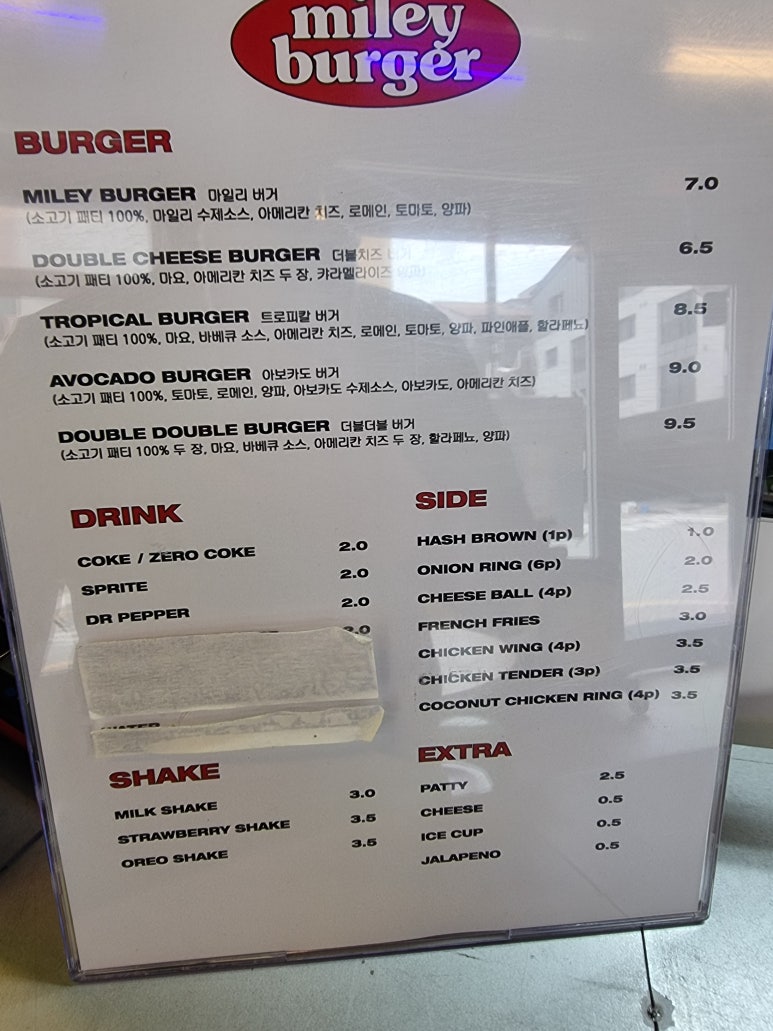 miley
burger
BURGER
MILEY BURGER 마일리 버거 7.0
(소고기 패티 100%, 마일리 수제소스, 아메리칸 치즈, 로메인, 토마토, 양파)
DOUBLE CHEESE BURGER 더블치즈 버거 6.5
(소고기 패티 100%, 마요, 아메리칸 치즈 두 장, 캬라멜라이즈 양파)
TROPICAL BURGER 트로피칼 버거 8.5
(소고기 패티 100%, 마요, 바베큐 소스, 아메리칸 치즈, 로메인, 토마토, 양파, 파인애플, 할라페뇨)
AVOCADO BURGER 아보카도 버거 9.0
(소고기 패티 100%, 토마토, 로메인, 양파, 아보카도 수제소스, 아보카도, 아메리칸 치즈)
DOUBLE DOUBLE BURGER 더블더블 버거 9.5
(소고기 패티 100% 두 장, 마요, 바베큐 소스, 아메리칸 치즈 두 장, 할라페뇨, 양파)
DRINK
COKE / ZERO COKE 2.0
SPRITE 2.0
DR PEPPER 2.0
WATER
SIDE
HASH BROWN (1p) 1.0
ONION RING (6p) 2.0
CHEESE BALL (4p) 2.5
FRENCH FRIES 3.0
CHICKEN WING (4p) 3.5
CHICKEN TENDER (3p) 3.5
COCONUT CHICKEN RING (4p) 3.5
SHAKE
MILK SHAKE 3.0
STRAWBERRY SHAKE 3.5
OREO SHAKE 3.5
EXTRA
PATTY 2.5
CHEESE 0.5
ICE CUP 0.5
JALAPENO 0.5